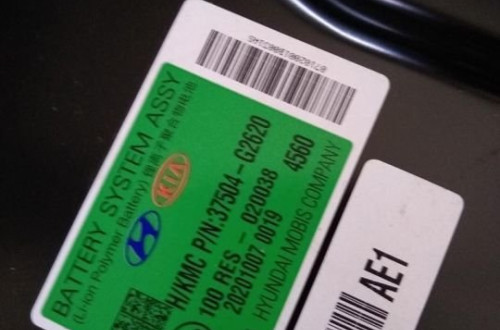 BATTERY SYSTEM ASSY
(Li-ion Polymer Battery)
KIA
H/KMC P/N:37504-G2620
100 RES - 020038 4560
20201007 0019
HYUNDAI MOBIS COMPANY
AE1